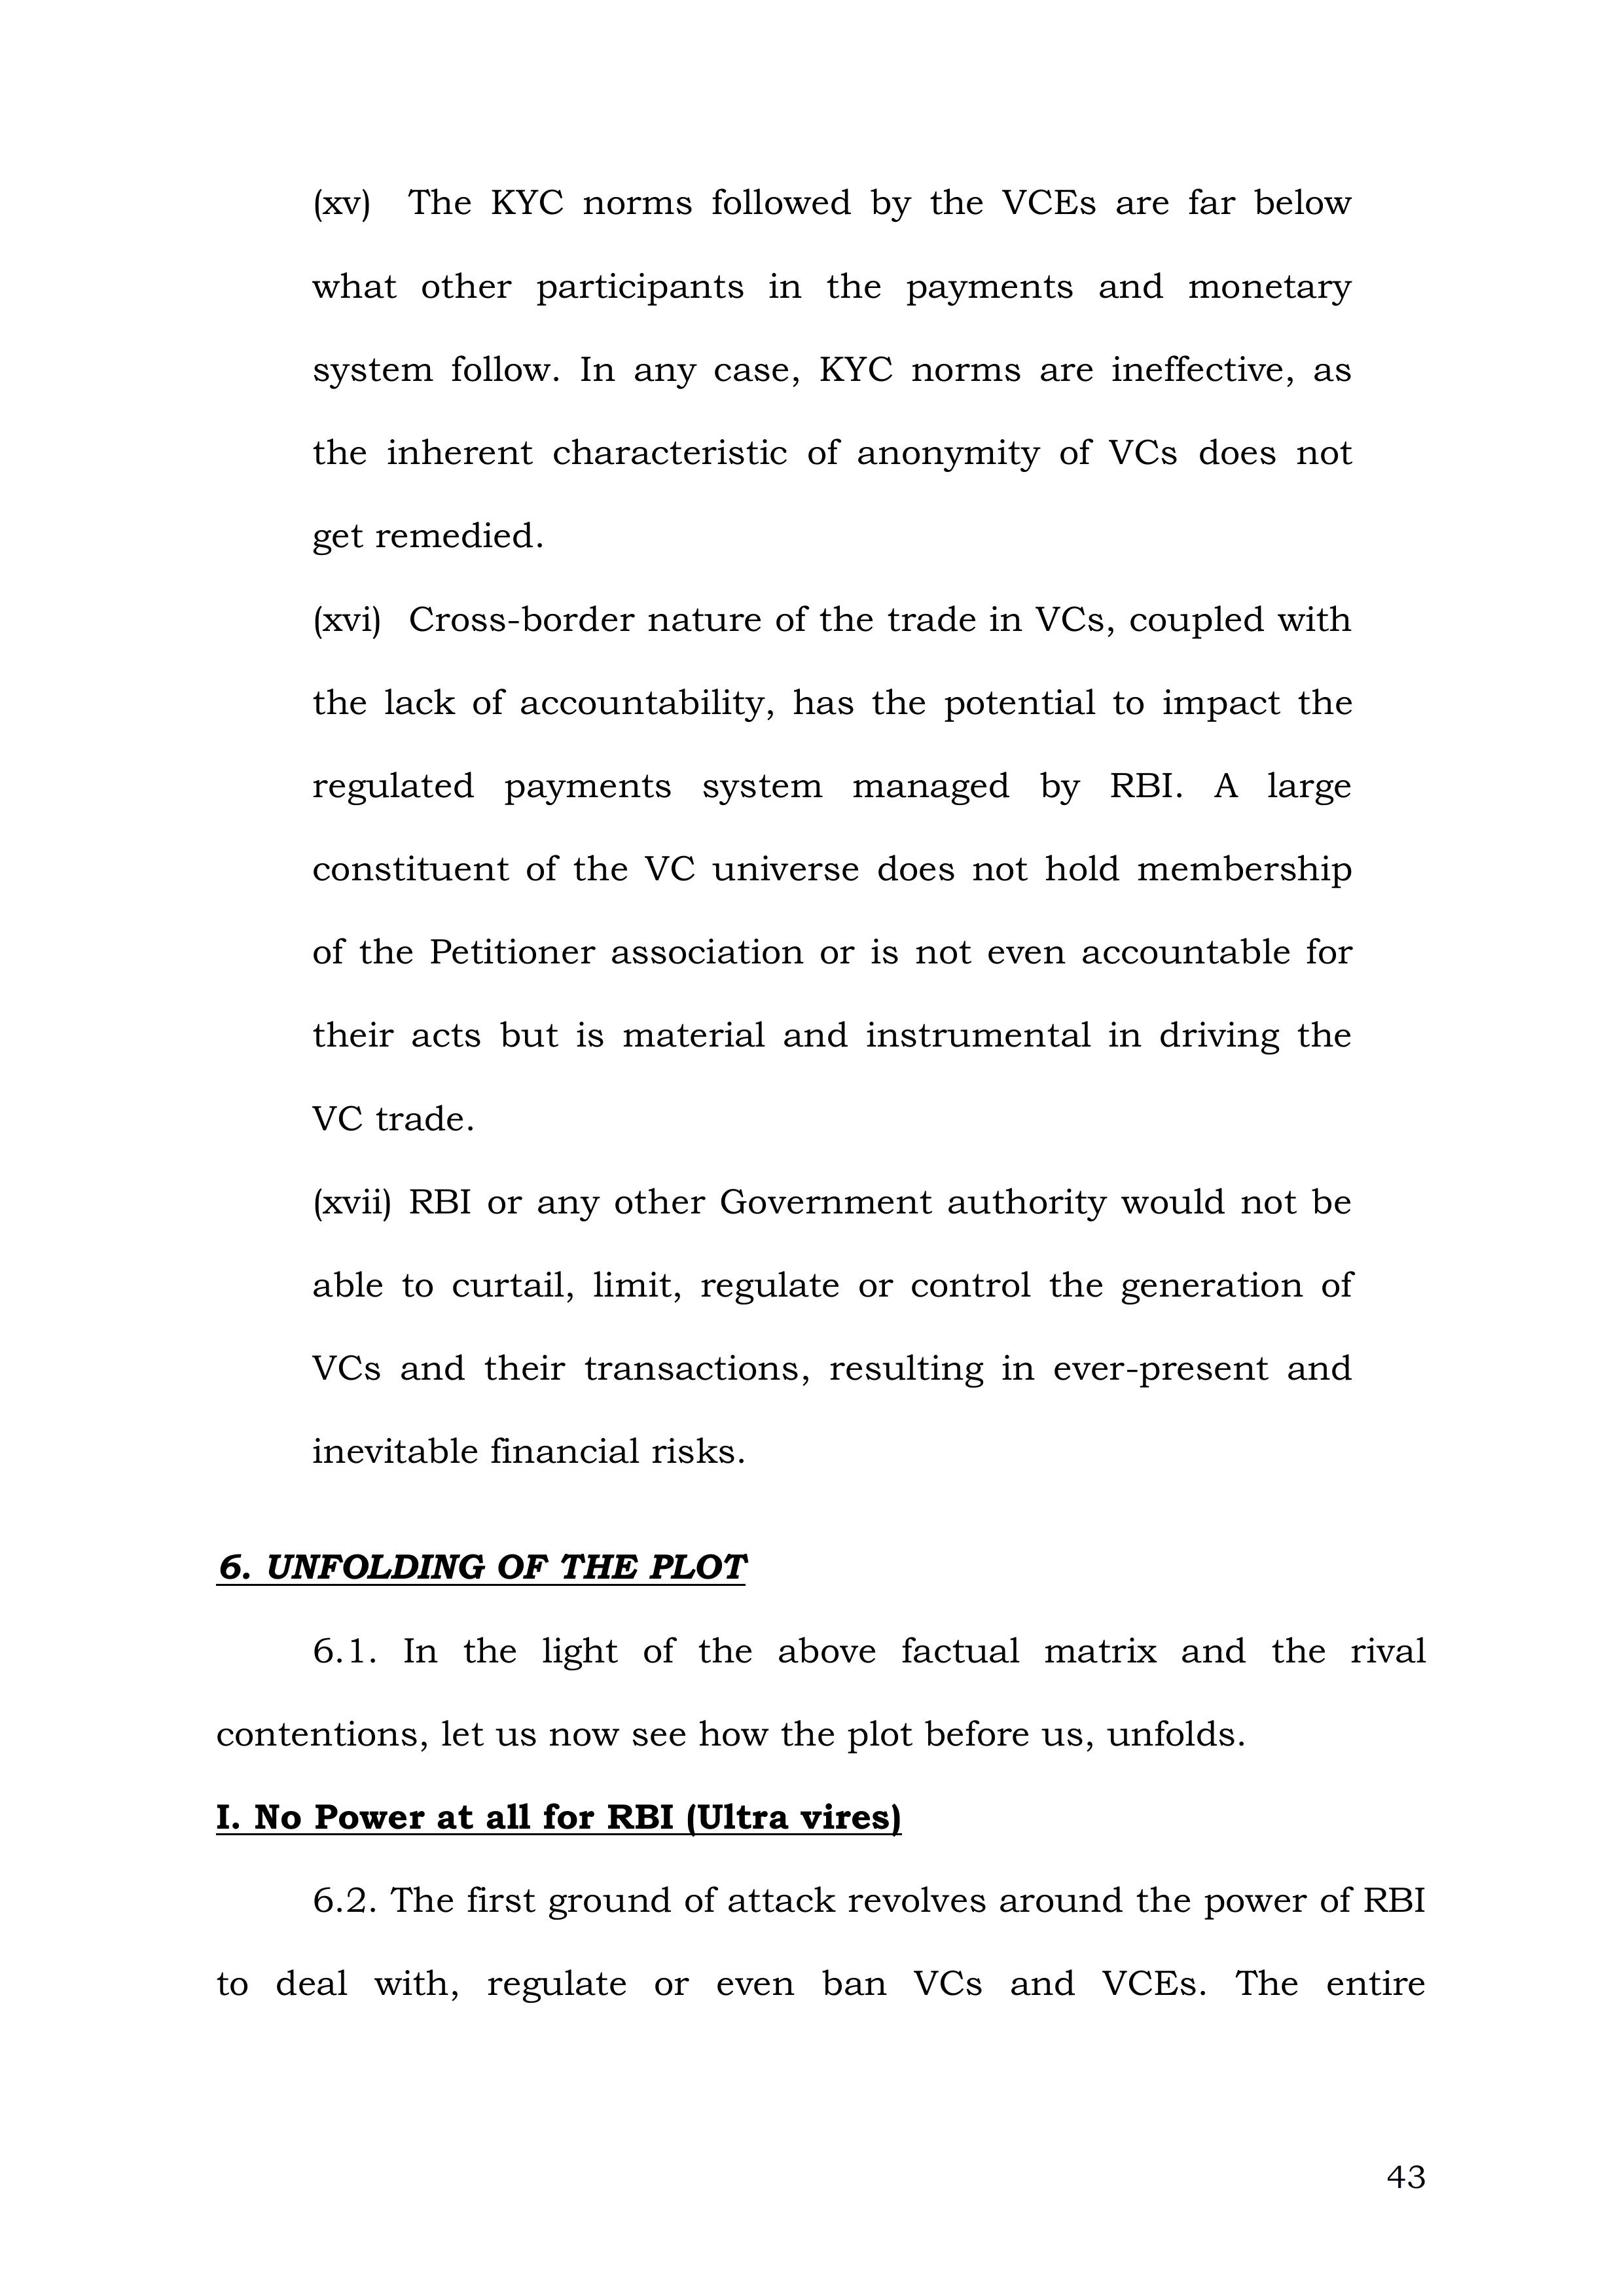 (xv) The KYC norms followed by the VCEs are far below
what other participants in the payments and monetary
system follow. In any case, KYC norms are ineffective, as
the inherent characteristic of anonymity of VCs does not
get remedied.
(xvi) Cross-border nature of the trade in VCs, coupled with
the lack of accountability, has the potential to impact the
regulated payments system managed by RBI. A large
constituent of the VC universe does not hold membership
of the Petitioner association or is not even accountable for
their acts but is material and instrumental in driving the
VC trade.
(xvii) RBI or any other Government authority would not be
able to curtail, limit, regulate or control the generation of
VCs and their transactions, resulting in ever-present and
inevitable financial risks.
6. UNFOLDING OF THE PLOT
6.1. In the light of the above factual matrix and the rival
contentions, let us now see how the plot before us, unfolds.
I. No Power at all for RBI (Ultra vires)
6.2. The first ground of attack revolves around the power of RBI
to deal with, regulate or even ban VCs and VCEs. The entire
43